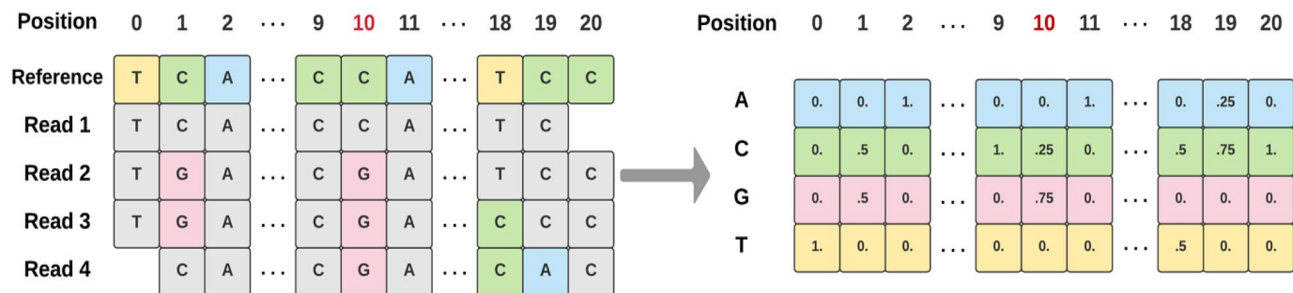 Position 0 1 2 ... 9 10 11 ... 18 19 20
Reference T C A ... C C A ... T C C
Read 1 T C A ... C C A ... T C
Read 2 T G A ... C G A ... T C C
Read 3 T G A ... C G A ... C C C
Read 4 C A ... C G A ... C A C
Position 0 1 2 ... 9 10 11 ... 18 19 20
A 0. 0. 1. ... 0. 0. 1. ... 0. .25 0.
C 0. .5 0. ... 1. .25 0. ... .5 .75 1.
G 0. .5 0. ... 0. .75 0. ... 0. 0. 0.
T 1. 0. 0. ... 0. 0. 0. ... .5 0. 0.